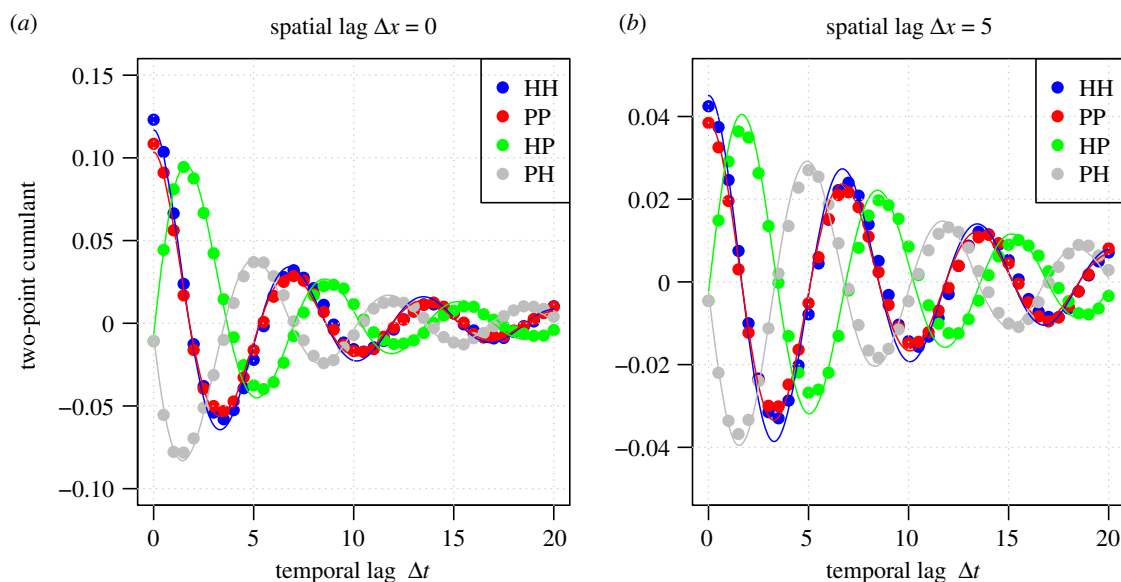 (a)
spatial lag Δx = 0
two-point cumulant
0.15
0.10
0.05
0
−0.05
−0.10
HH
PP
HP
PH
0
5
10
15
20
temporal lag Δt
(b)
spatial lag Δx = 5
0.04
0.02
0
−0.02
−0.04
HH
PP
HP
PH
0
5
10
15
20
temporal lag Δt